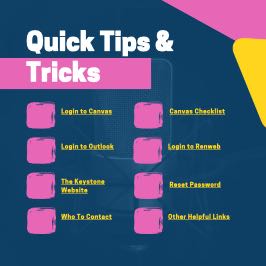 Quick Tips &
Tricks
Login to Canvas
Canvas Checklist
Login to Outlook
Login to Renweb
The Keystone
Website
Reset Password
Who To Contact
Other Helpful Links